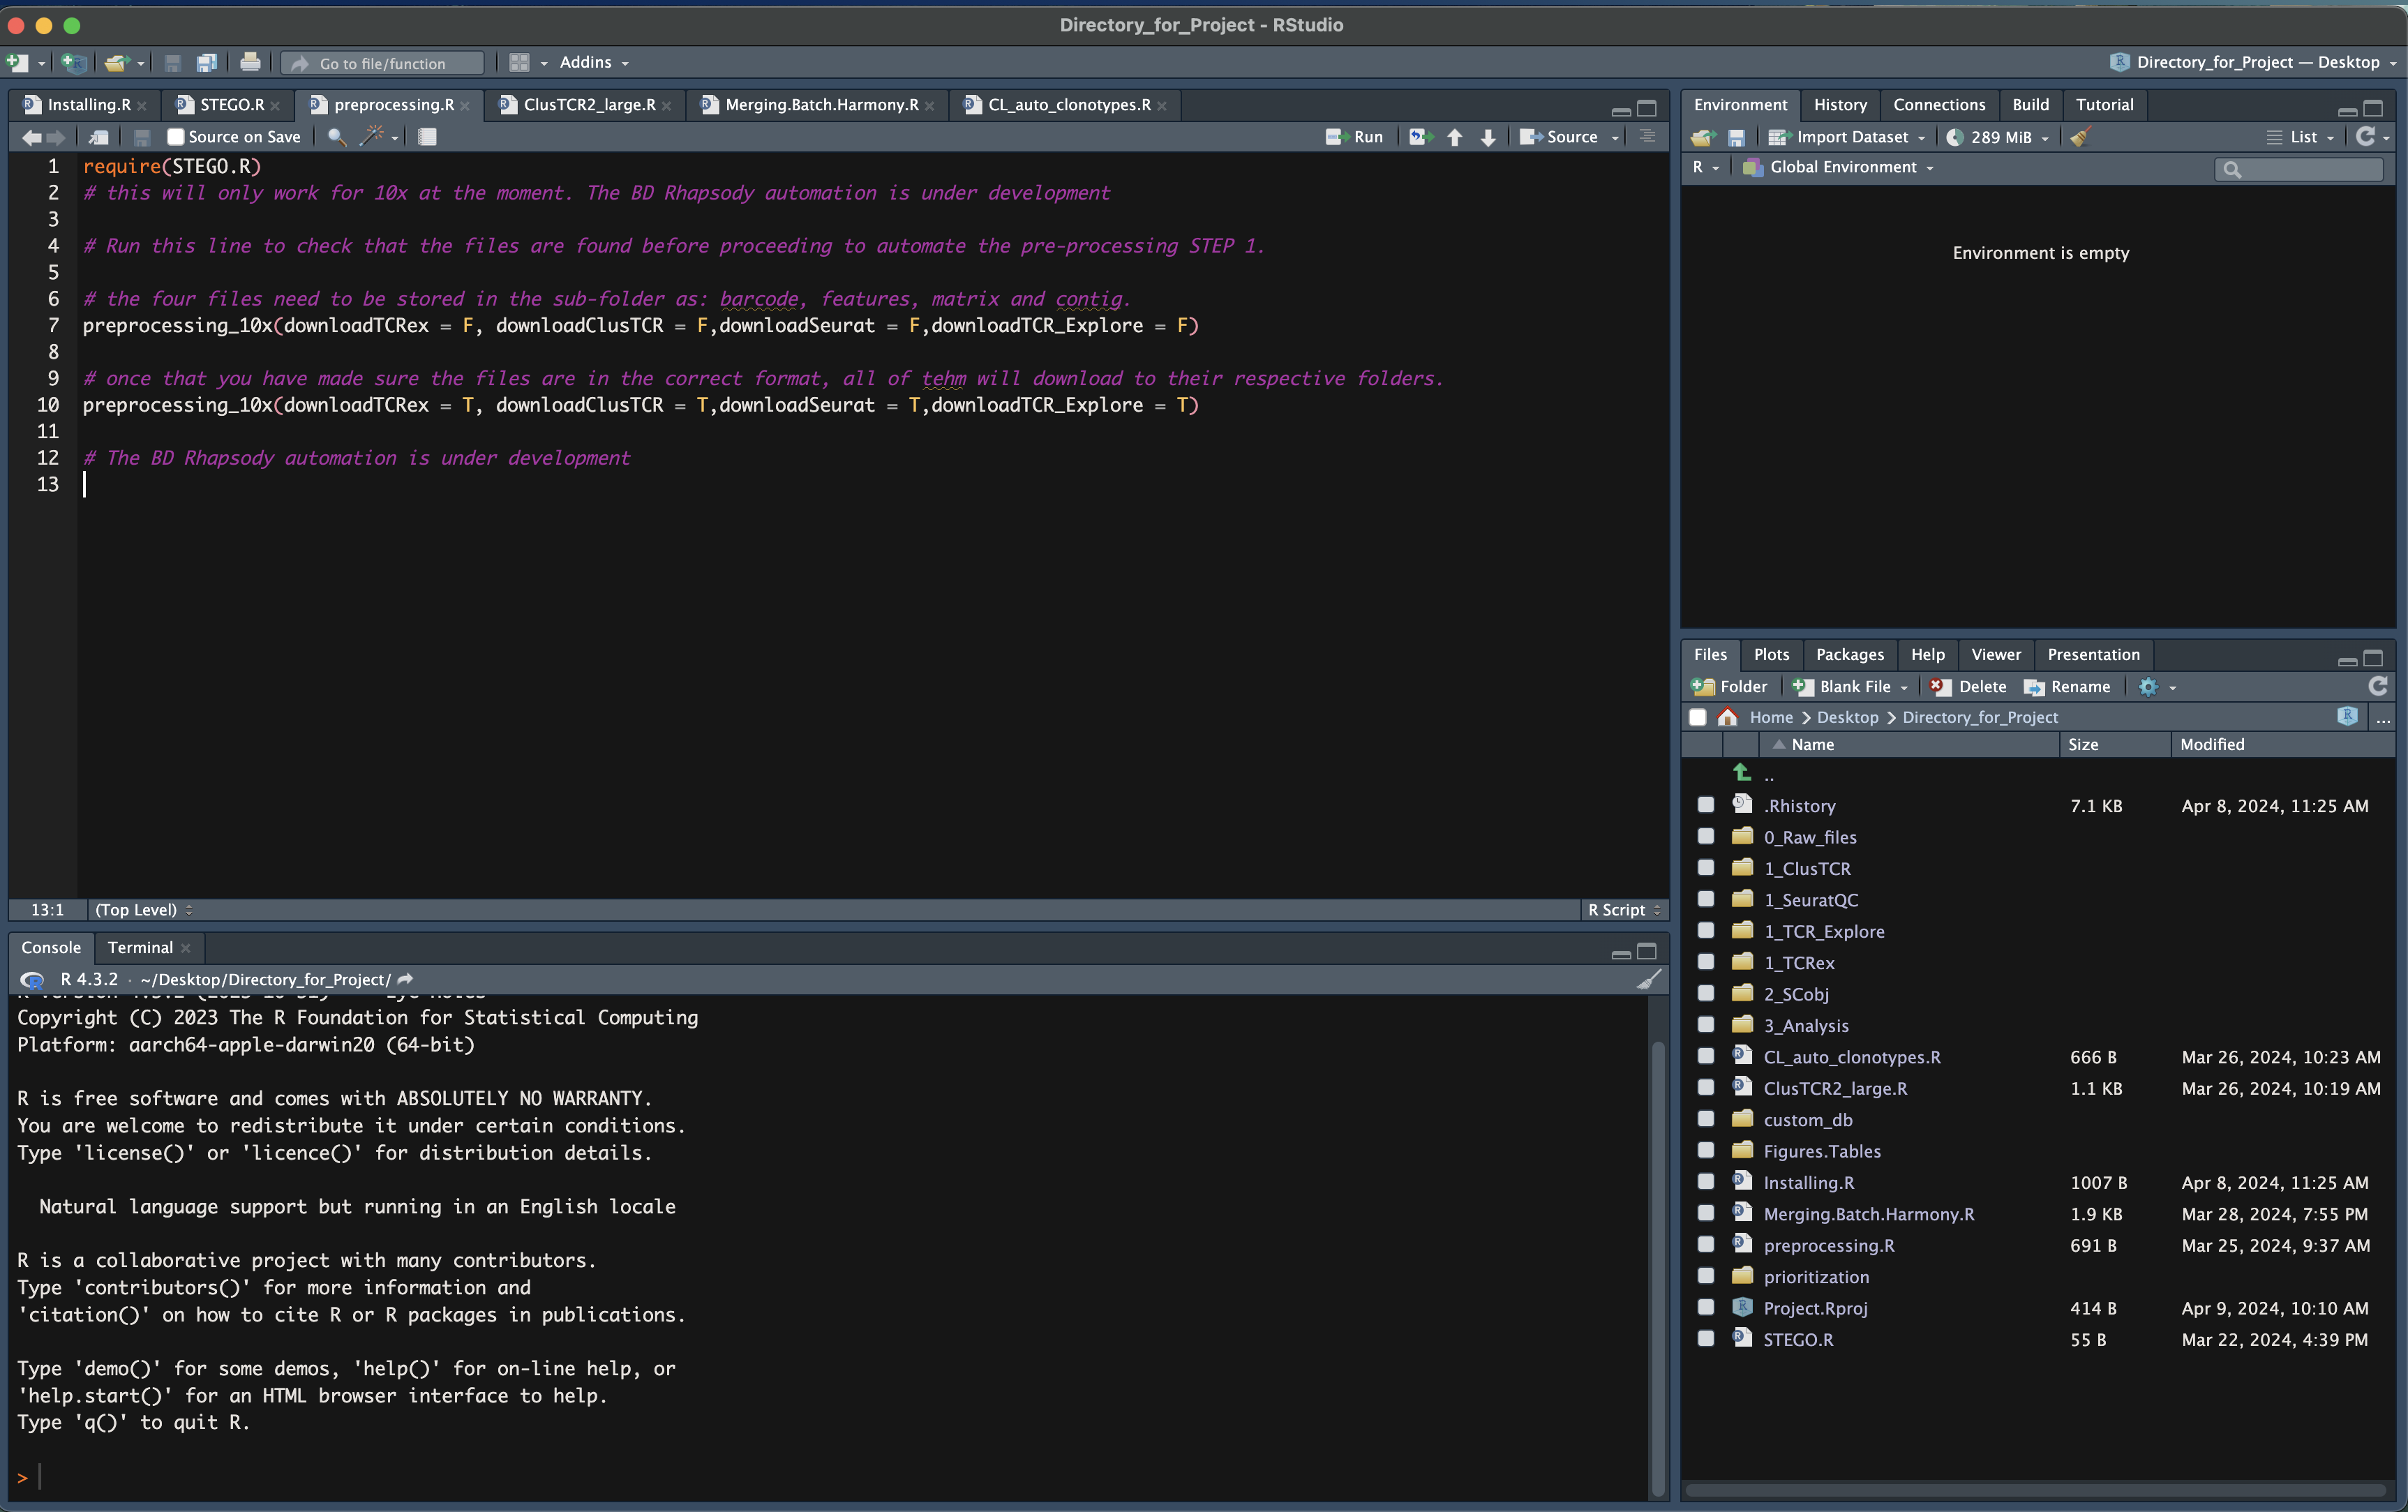 Directory_for_Project - RStudio
Go to file/function Addins Directory_for_Project — Desktop
Installing.R STEGO.R preprocessing.R ClusTCR2_large.R Merging.Batch.Harmony.R CL_auto_clonotypes.R
Source on Save Run Source
1 require(STEGO.R)
2 # this will only work for 10x at the moment. The BD Rhapsody automation is under development
3
4 # Run this line to check that the files are found before proceeding to automate the pre-processing STEP 1.
5
6 # the four files need to be stored in the sub-folder as: barcode, features, matrix and contig.
7 preprocessing_10x(downloadTCRex = F, downloadClusTCR = F,downloadSeurat = F,downloadTCR_Explore = F)
8
9 # once that you have made sure the files are in the correct format, all of tehm will download to their respective folders.
10 preprocessing_10x(downloadTCRex = T, downloadClusTCR = T,downloadSeurat = T,downloadTCR_Explore = T)
11
12 # The BD Rhapsody automation is under development
13
13:1 (Top Level) R Script
Console Terminal
R 4.3.2 · ~/Desktop/Directory_for_Project/
Copyright (C) 2023 The R Foundation for Statistical Computing
Platform: aarch64-apple-darwin20 (64-bit)
R is free software and comes with ABSOLUTELY NO WARRANTY.
You are welcome to redistribute it under certain conditions.
Type 'license()' or 'licence()' for distribution details.
Natural language support but running in an English locale
R is a collaborative project with many contributors.
Type 'contributors()' for more information and
'citation()' on how to cite R or R packages in publications.
Type 'demo()' for some demos, 'help()' for on-line help, or
'help.start()' for an HTML browser interface to help.
Type 'q()' to quit R.
>
Environment History Connections Build Tutorial
Import Dataset 289 MiB List
R Global Environment
Environment is empty
Files Plots Packages Help Viewer Presentation
Folder Blank File Delete Rename
Home Desktop Directory_for_Project ...
Name Size Modified
..
.Rhistory 7.1 KB Apr 8, 2024, 11:25 AM
0_Raw_files
1_ClusTCR
1_SeuratQC
1_TCR_Explore
1_TCRex
2_SCobj
3_Analysis
CL_auto_clonotypes.R 666 B Mar 26, 2024, 10:23 AM
ClusTCR2_large.R 1.1 KB Mar 26, 2024, 10:19 AM
custom_db
Figures.Tables
Installing.R 1007 B Apr 8, 2024, 11:25 AM
Merging.Batch.Harmony.R 1.9 KB Mar 28, 2024, 7:55 PM
preprocessing.R 691 B Mar 25, 2024, 9:37 AM
prioritization
Project.Rproj 414 B Apr 9, 2024, 10:10 AM
STEGO.R 55 B Mar 22, 2024, 4:39 PM